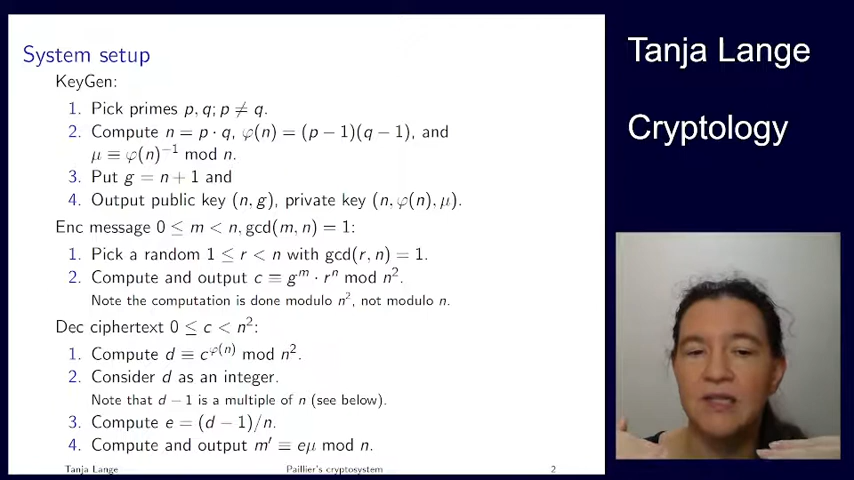 System setup
KeyGen:
1. Pick primes p, q; p ≠ q.
2. Compute n = p · q, φ(n) = (p − 1)(q − 1), and
μ ≡ φ(n)⁻¹ mod n.
3. Put g = n + 1 and
4. Output public key (n, g), private key (n, φ(n), μ).
Enc message 0 ≤ m < n, gcd(m, n) = 1:
1. Pick a random 1 ≤ r < n with gcd(r, n) = 1.
2. Compute and output c ≡ gᵐ · rⁿ mod n².
Note the computation is done modulo n², not modulo n.
Dec ciphertext 0 ≤ c < n²:
1. Compute d ≡ c^φ(n) mod n².
2. Consider d as an integer.
Note that d − 1 is a multiple of n (see below).
3. Compute e = (d − 1)/n.
4. Compute and output m′ ≡ eμ mod n.
Tanja Lange Paillier's cryptosystem 2
Tanja Lange
Cryptology